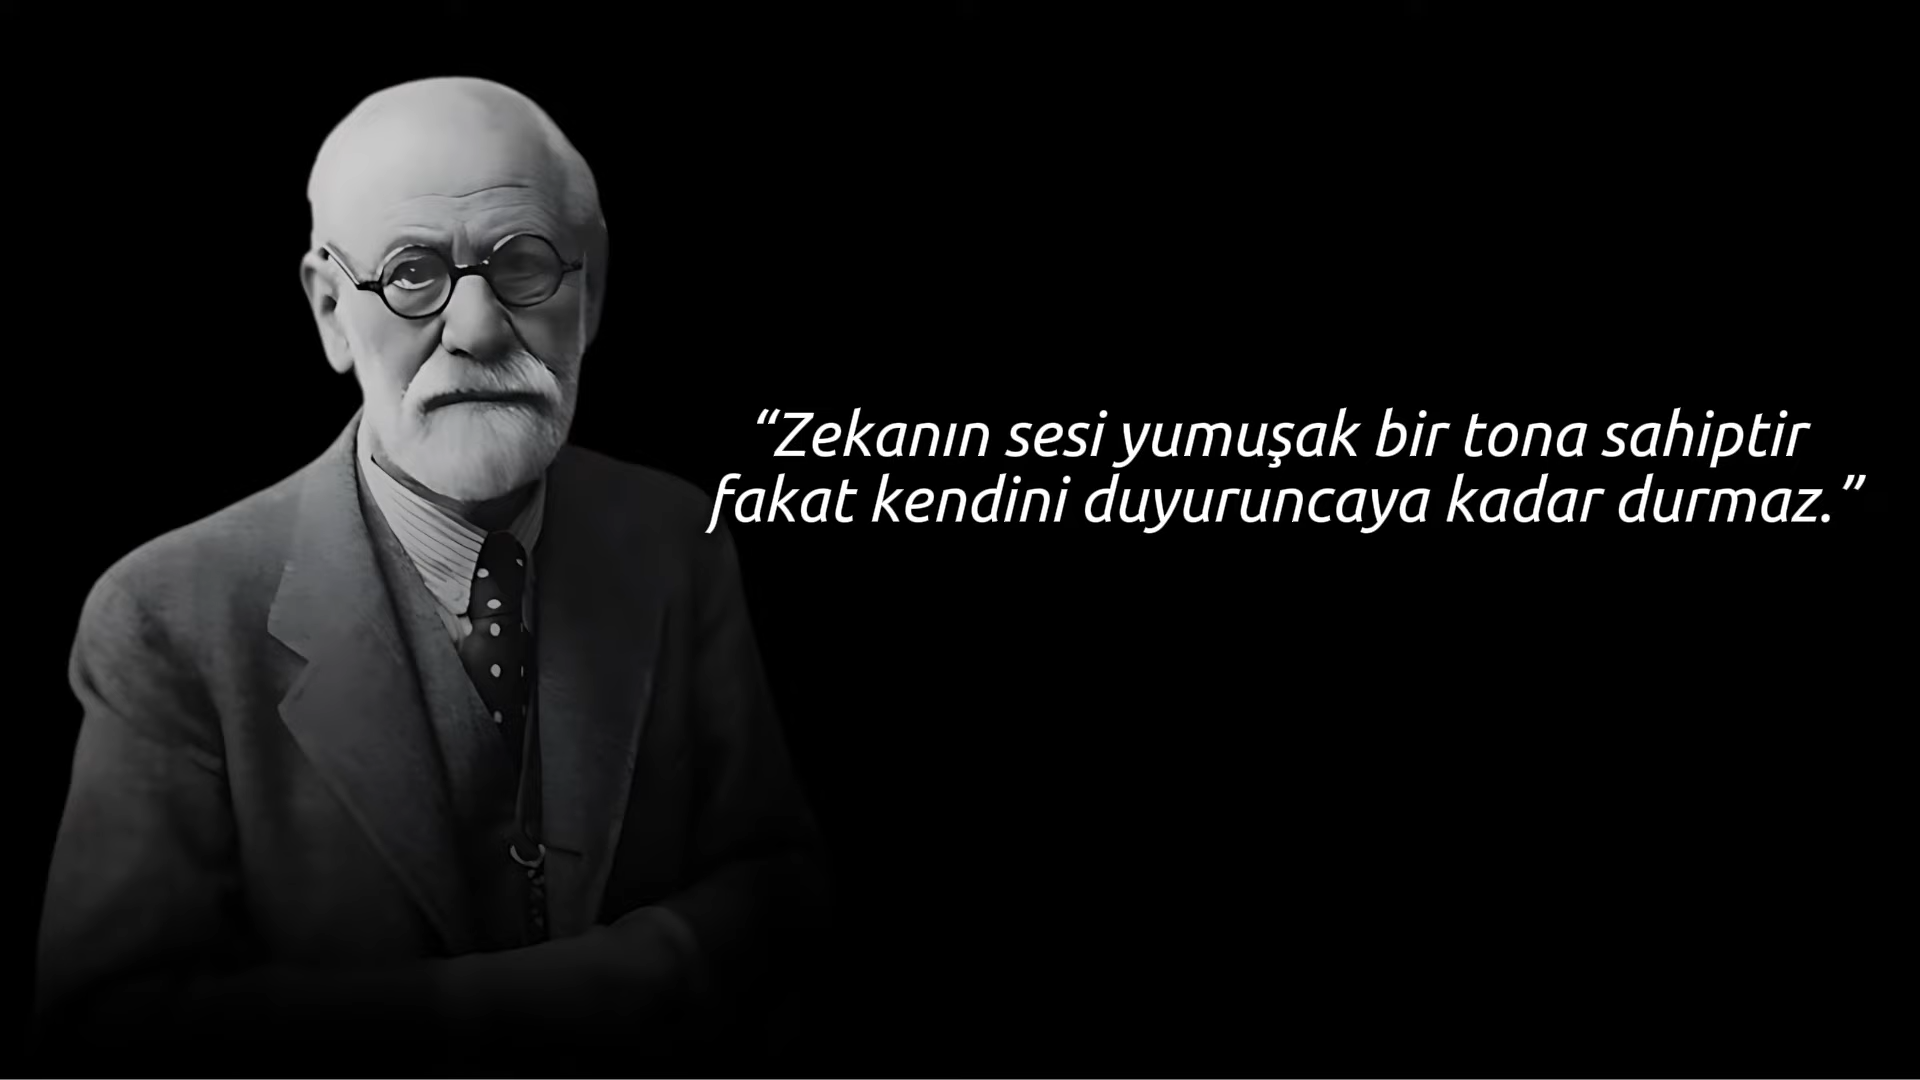 “Zekanın sesi yumuşak bir tona sahiptir
fakat kendini duyuruncaya kadar durmaz.”